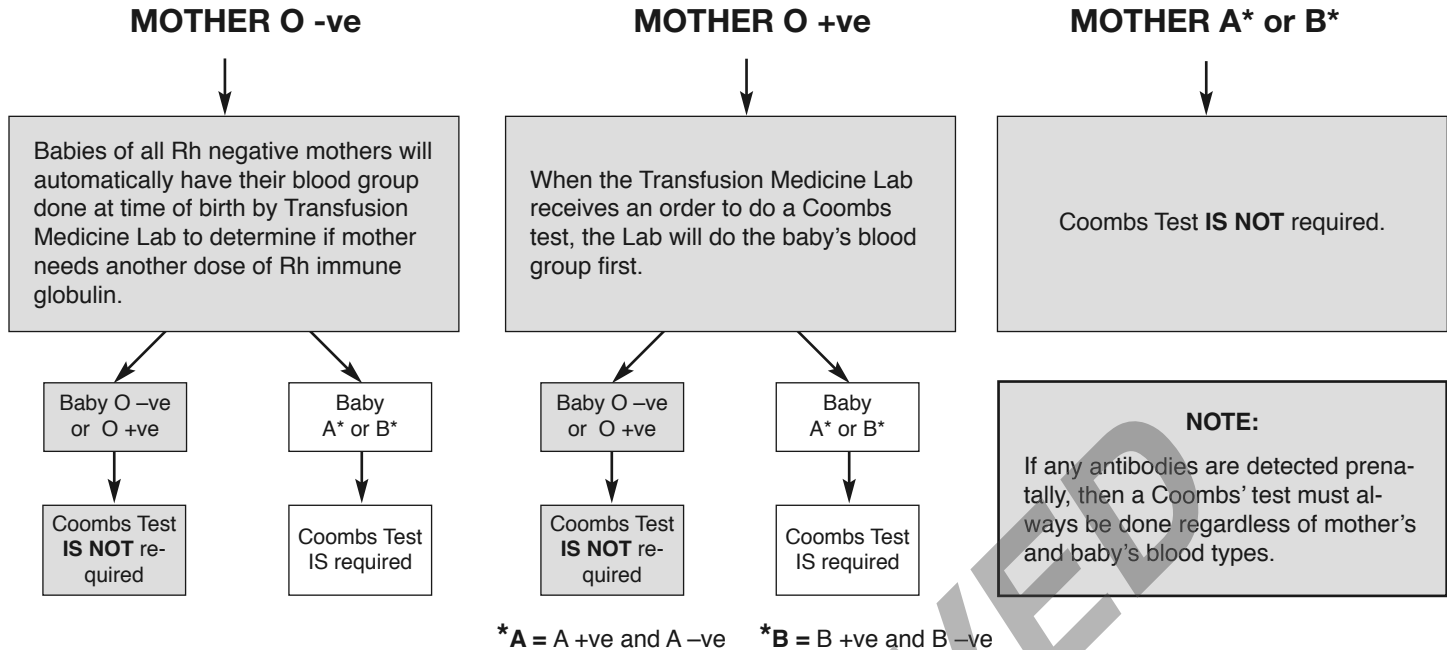 MOTHER O -ve
Babies of all Rh negative mothers will
automatically have their blood group
done at time of birth by Transfusion
Medicine Lab to determine if mother
needs another dose of Rh immune
globulin.
Baby O –ve
or O +ve
Coombs Test
IS NOT re-
quired
Baby
A* or B*
Coombs Test
IS required
MOTHER O +ve
When the Transfusion Medicine Lab
receives an order to do a Coombs
test, the Lab will do the baby’s blood
group first.
Baby O –ve
or O +ve
Coombs Test
IS NOT re-
quired
Baby
A* or B*
Coombs Test
IS required
MOTHER A* or B*
Coombs Test IS NOT required.
NOTE:
If any antibodies are detected prena-
tally, then a Coombs’ test must al-
ways be done regardless of mother’s
and baby’s blood types.
*A = A +ve and A –ve *B = B +ve and B –ve